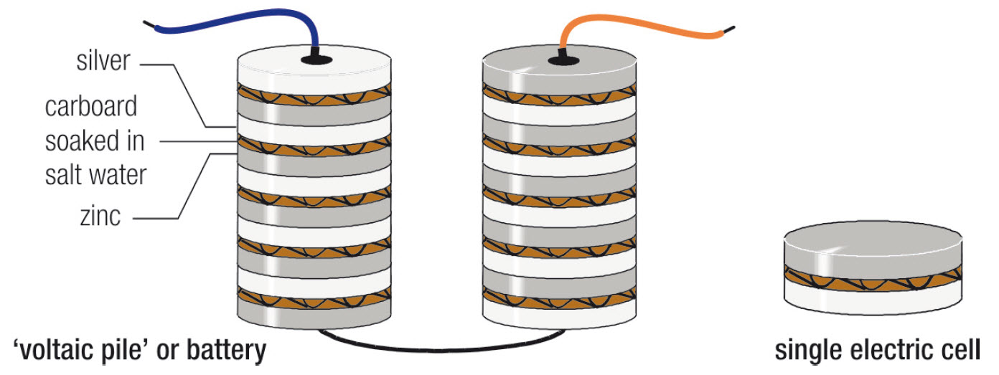 silver
carboard
soaked in
salt water
zinc
‘voltaic pile’ or battery
single electric cell